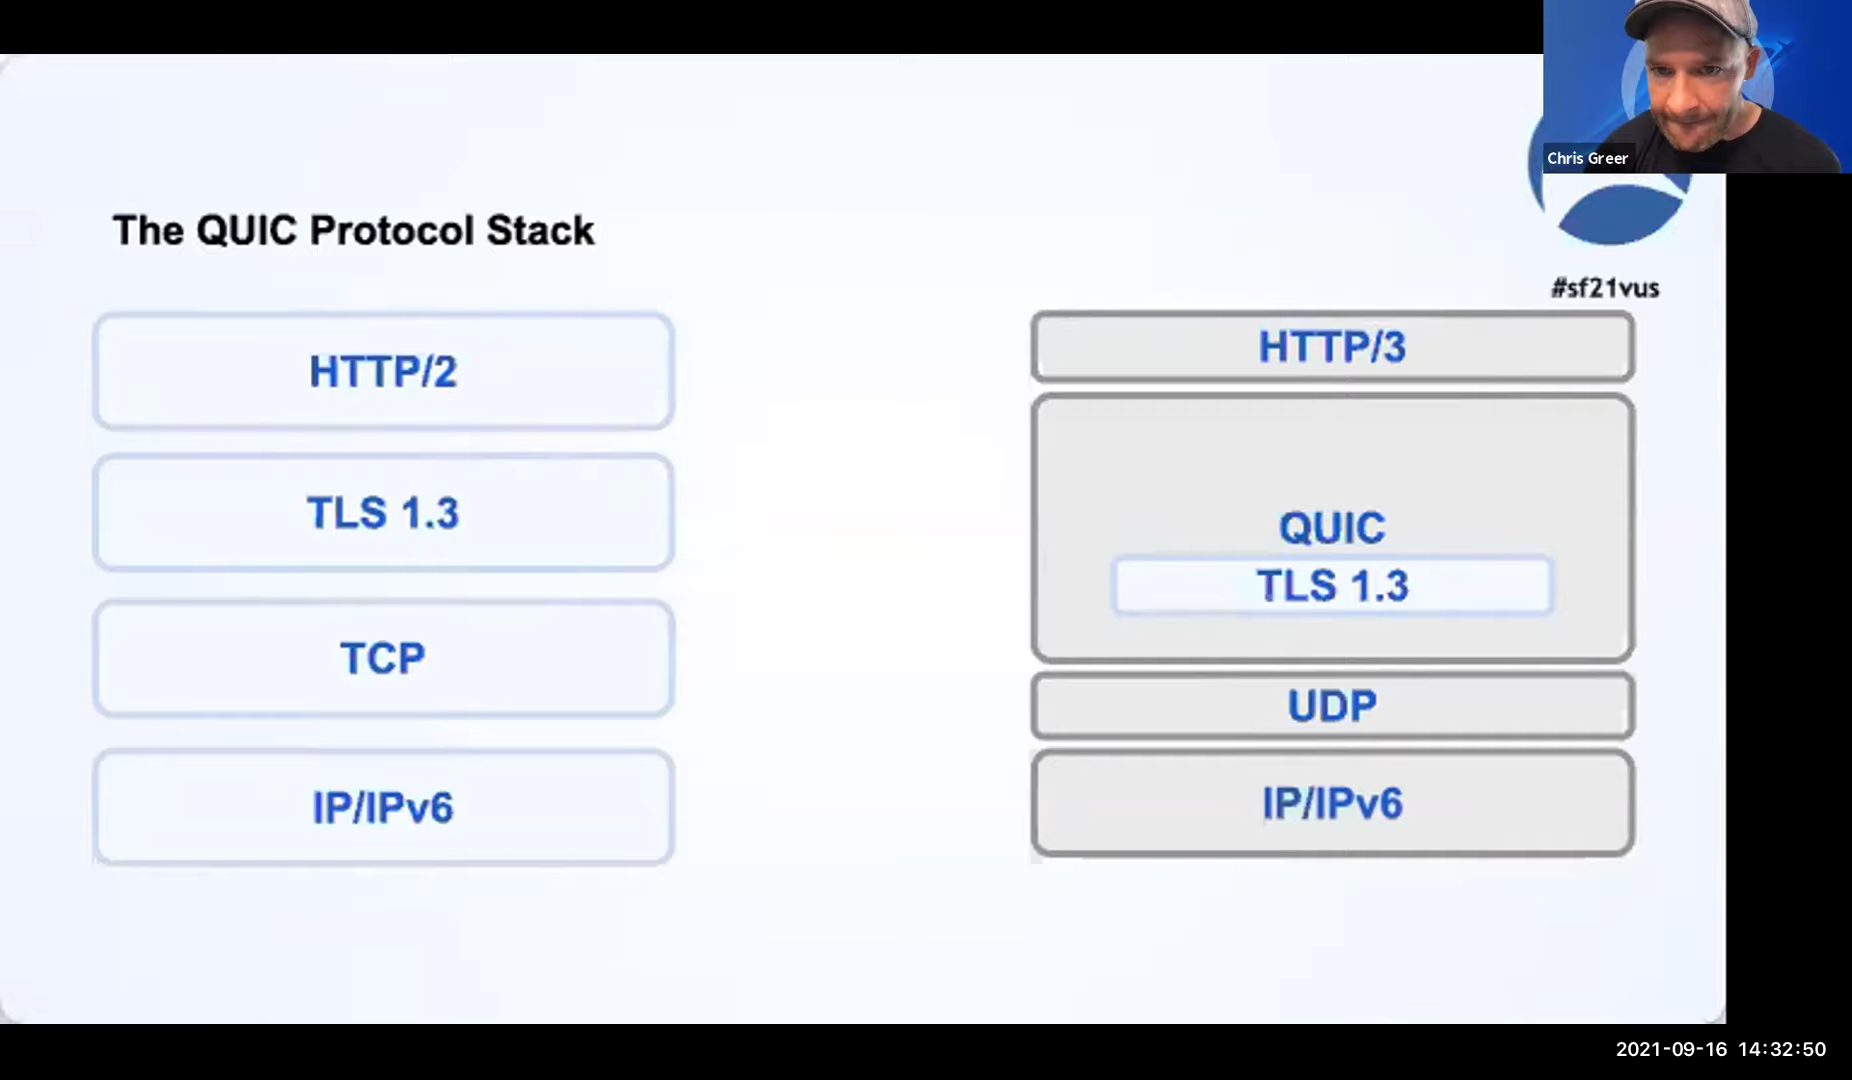 Chris Greer
The QUIC Protocol Stack
#sf21vus
HTTP/2
TLS 1.3
TCP
IP/IPv6
HTTP/3
QUIC
TLS 1.3
UDP
IP/IPv6
2021-09-16 14:32:50